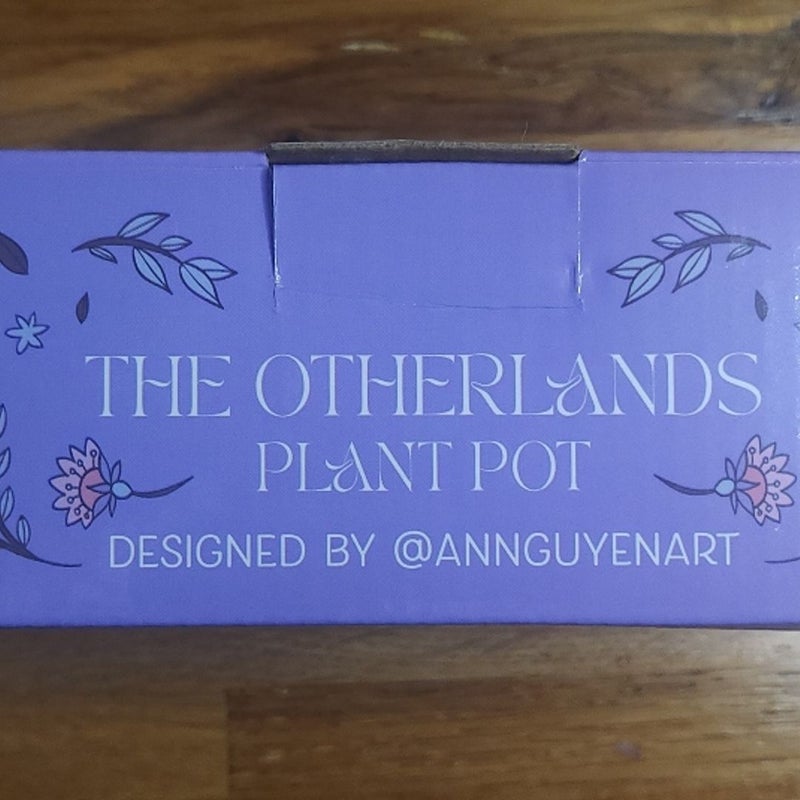 THE OTHERLANDS
PLANT POT
DESIGNED BY @ANNGUYENART